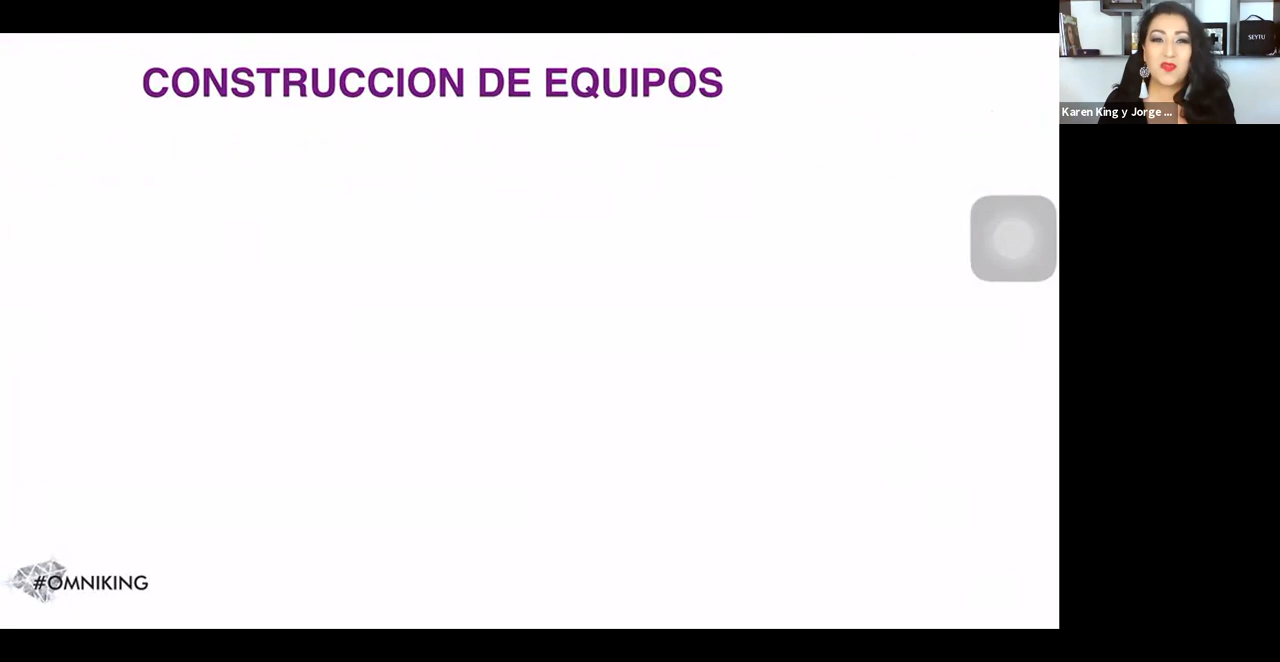 CONSTRUCCION DE EQUIPOS
SEYTU
Karen King y Jorge ...
#OMNIKING